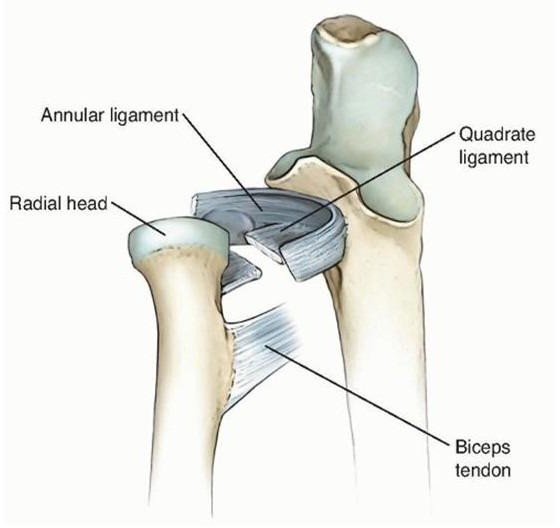 Annular ligament
Quadrate
ligament
Radial head
Biceps
tendon